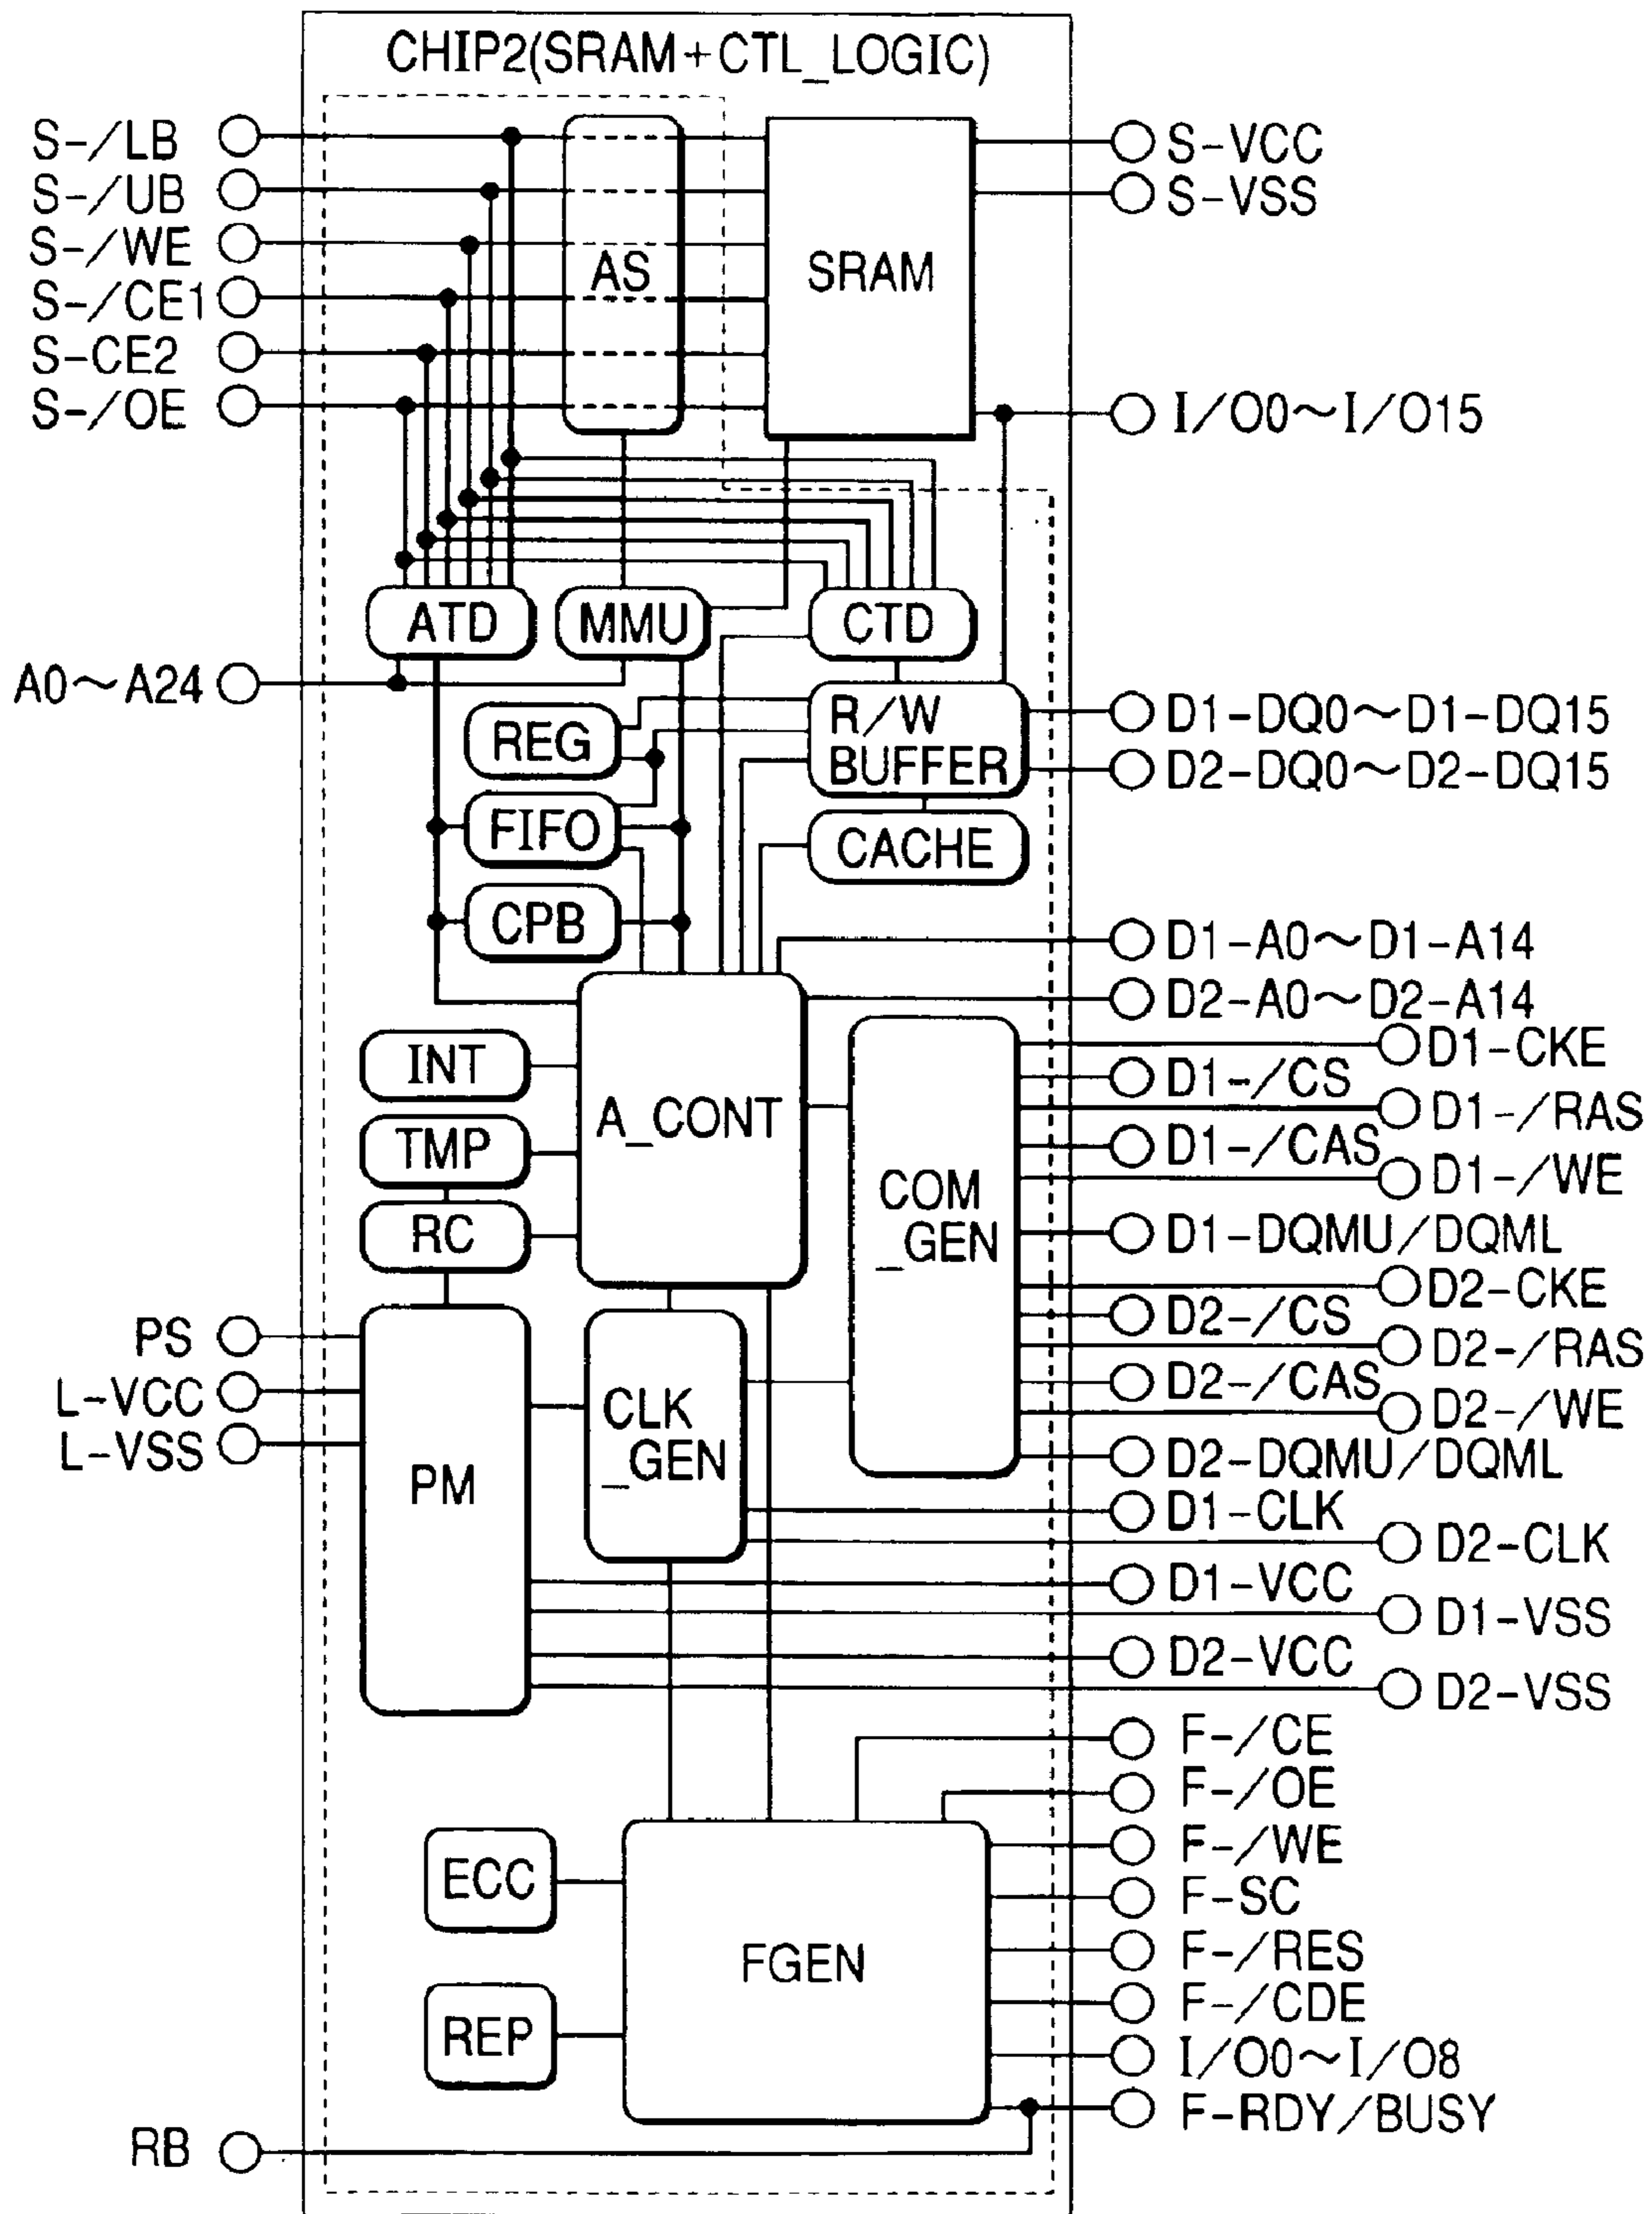 CHIP2(SRAM+CTL_LOGIC)
S-/LB
S-/UB
S-/WE
S-/CE1
S-CE2
S-/OE
AS
SRAM
S-VCC
S-VSS
I/O0~I/O15
ATD
MMU
CTD
A0~A24
REG
FIFO
CPB
R/W
BUFFER
CACHE
D1-DQ0~D1-DQ15
D2-DQ0~D2-DQ15
D1-A0~D1-A14
D2-A0~D2-A14
INT
TMP
RC
A_CONT
COM
_GEN
D1-CKE
D1-/CS
D1-/RAS
D1-/CAS
D1-/WE
D1-DQMU/DQML
D2-CKE
D2-/CS
D2-/RAS
D2-/CAS
D2-/WE
D2-DQMU/DQML
PS
L-VCC
L-VSS
PM
CLK
_GEN
D1-CLK
D2-CLK
D1-VCC
D1-VSS
D2-VCC
D2-VSS
F-/CE
F-/OE
F-/WE
F-SC
F-/RES
F-/CDE
I/O0~I/O8
F-RDY/BUSY
ECC
REP
FGEN
RB